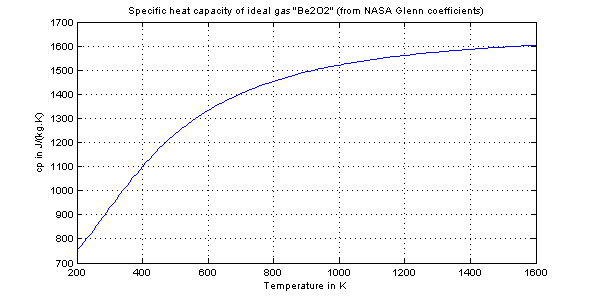 Specific heat capacity of ideal gas "Be2O2" (from NASA Glenn coefficients)
1700
1600
1500
1400
1300
1200
1100
1000
900
800
700
cp in J/(kg.K)
200 400 600 800 1000 1200 1400 1600
Temperature in K